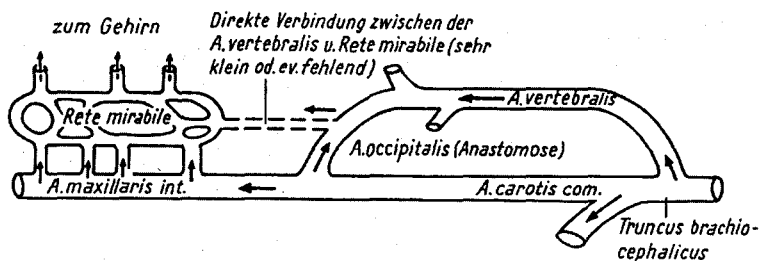 zum Gehirn
Direkte Verbindung zwischen der
A.vertebralis u. Rete mirabile (sehr
klein od. ev. fehlend)
A.vertebralis
Rete mirabile
A.occipitalis (Anastomose)
A.maxillaris int.
A.carotis com.
Truncus brachio-
cephalicus